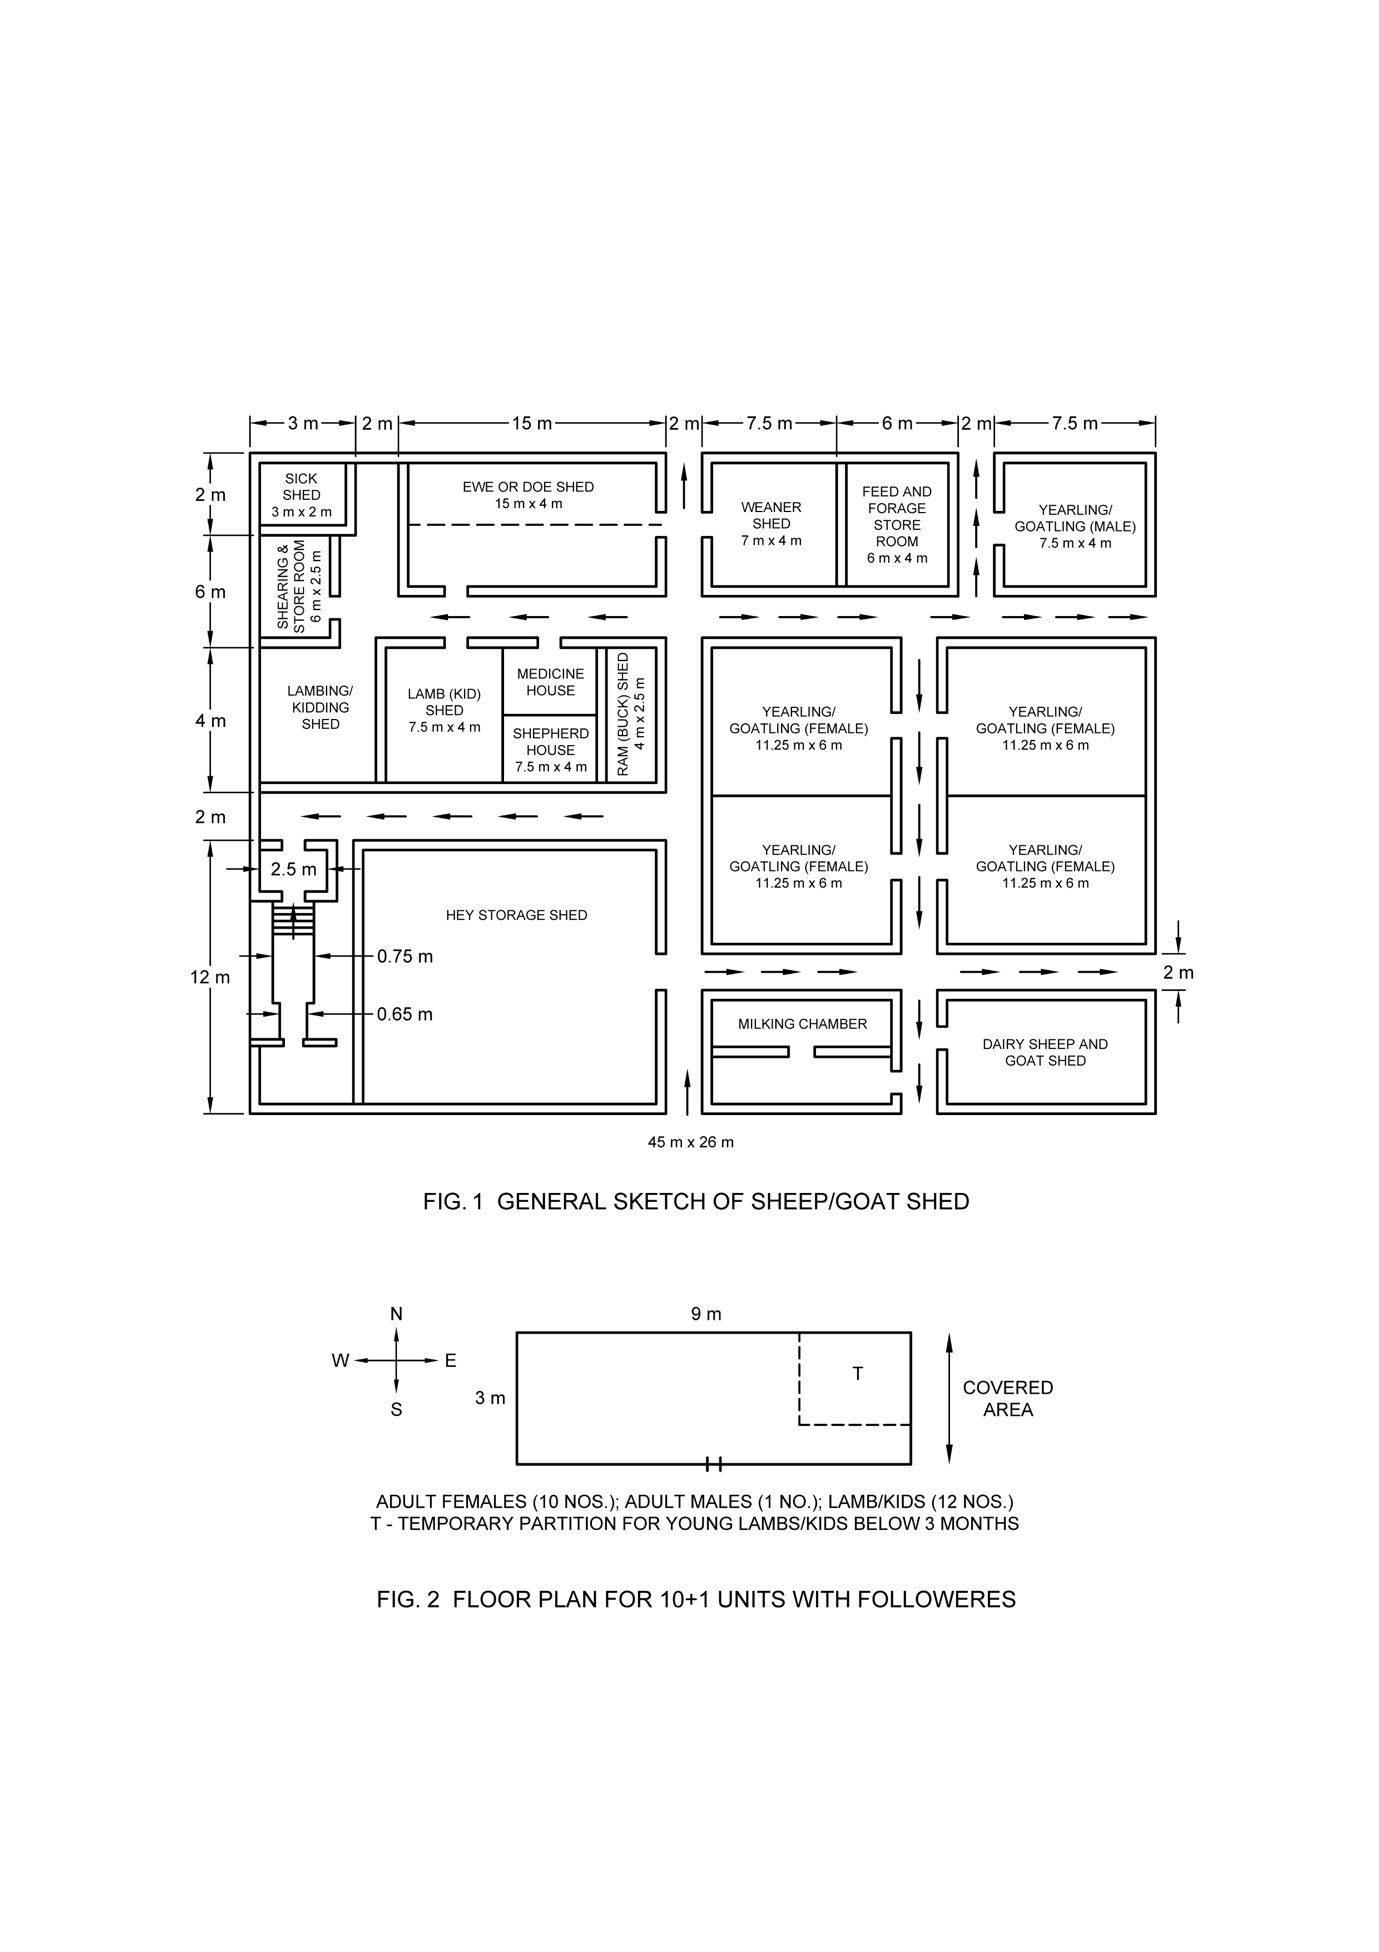 3 m
2 m
15 m
2 m
7.5 m
6 m
2 m
7.5 m
2 m
6 m
4 m
2 m
12 m
SICK
SHED
3 m x 2 m
EWE OR DOE SHED
15 m x 4 m
WEANER
SHED
7 m x 4 m
FEED AND
FORAGE
STORE
ROOM
6 m x 4 m
YEARLING/
GOATLING (MALE)
7.5 m x 4 m
SHEARING &
STORE ROOM
6 m x 2.5 m
LAMBING/
KIDDING
SHED
LAMB (KID)
SHED
7.5 m x 4 m
MEDICINE
HOUSE
SHEPHERD
HOUSE
7.5 m x 4 m
RAM (BUCK) SHED
4 m x 2.5 m
YEARLING/
GOATLING (FEMALE)
11.25 m x 6 m
YEARLING/
GOATLING (FEMALE)
11.25 m x 6 m
YEARLING/
GOATLING (FEMALE)
11.25 m x 6 m
YEARLING/
GOATLING (FEMALE)
11.25 m x 6 m
2.5 m
HEY STORAGE SHED
0.75 m
0.65 m
2 m
MILKING CHAMBER
DAIRY SHEEP AND
GOAT SHED
45 m x 26 m
FIG. 1 GENERAL SKETCH OF SHEEP/GOAT SHED
N
W E
S
9 m
3 m
T
COVERED
AREA
ADULT FEMALES (10 NOS.); ADULT MALES (1 NO.); LAMB/KIDS (12 NOS.)
T - TEMPORARY PARTITION FOR YOUNG LAMBS/KIDS BELOW 3 MONTHS
FIG. 2 FLOOR PLAN FOR 10+1 UNITS WITH FOLLOWERES